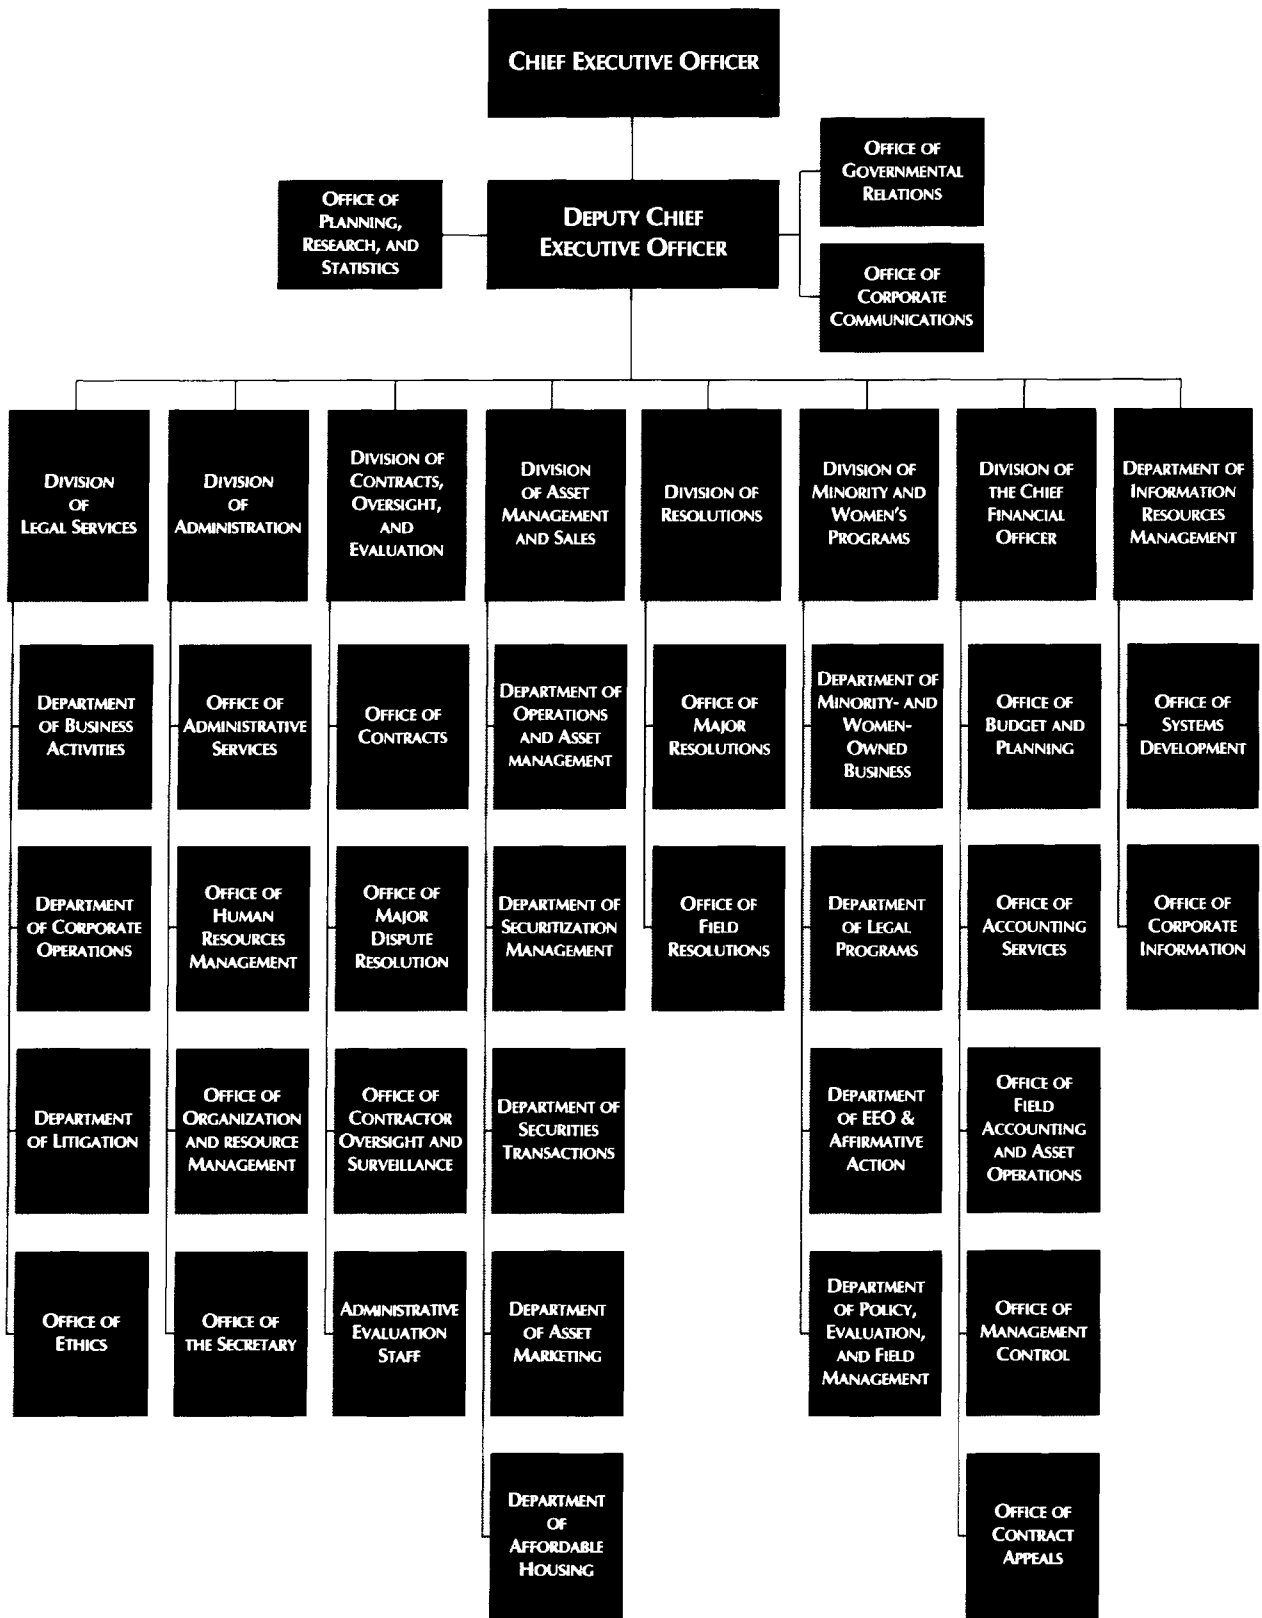 CHIEF EXECUTIVE OFFICER
OFFICE OF
GOVERNMENTAL
RELATIONS
OFFICE OF
PLANNING,
RESEARCH, AND
STATISTICS
DEPUTY CHIEF
EXECUTIVE OFFICER
OFFICE OF
CORPORATE
COMMUNICATIONS
DIVISION
OF
LEGAL SERVICES
DIVISION
OF
ADMINISTRATION
DIVISION OF
CONTRACTS,
OVERSIGHT,
AND
EVALUATION
DIVISION
OF ASSET
MANAGEMENT
AND SALES
DIVISION OF
RESOLUTIONS
DIVISION OF
MINORITY AND
WOMEN'S
PROGRAMS
DIVISION OF
THE CHIEF
FINANCIAL
OFFICER
DEPARTMENT OF
INFORMATION
RESOURCES
MANAGEMENT
DEPARTMENT
OF BUSINESS
ACTIVITIES
OFFICE OF
ADMINISTRATIVE
SERVICES
OFFICE OF
CONTRACTS
DEPARTMENT OF
OPERATIONS
AND ASSET
MANAGEMENT
OFFICE OF
MAJOR
RESOLUTIONS
DEPARTMENT OF
MINORITY- AND
WOMEN-
OWNED
BUSINESS
OFFICE OF
BUDGET AND
PLANNING
OFFICE OF
SYSTEMS
DEVELOPMENT
DEPARTMENT
OF CORPORATE
OPERATIONS
OFFICE OF
HUMAN
RESOURCES
MANAGEMENT
OFFICE OF
MAJOR
DISPUTE
RESOLUTION
DEPARTMENT OF
SECURITIZATION
MANAGEMENT
OFFICE OF
FIELD
RESOLUTIONS
DEPARTMENT
OF LEGAL
PROGRAMS
OFFICE OF
ACCOUNTING
SERVICES
OFFICE OF
CORPORATE
INFORMATION
DEPARTMENT
OF LITIGATION
OFFICE OF
ORGANIZATION
AND RESOURCE
MANAGEMENT
OFFICE OF
CONTRACTOR
OVERSIGHT AND
SURVEILLANCE
DEPARTMENT OF
SECURITIES
TRANSACTIONS
DEPARTMENT
OF EEO &
AFFIRMATIVE
ACTION
OFFICE OF
FIELD
ACCOUNTING
AND ASSET
OPERATIONS
OFFICE OF
ETHICS
OFFICE OF
THE SECRETARY
ADMINISTRATIVE
EVALUATION
STAFF
DEPARTMENT
OF ASSET
MARKETING
DEPARTMENT
OF POLICY,
EVALUATION,
AND FIELD
MANAGEMENT
OFFICE OF
MANAGEMENT
CONTROL
DEPARTMENT
OF
AFFORDABLE
HOUSING
OFFICE OF
CONTRACT
APPEALS